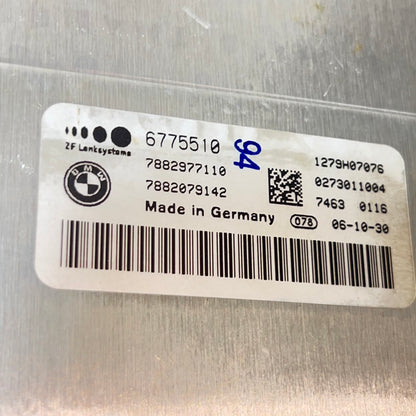 6775510
94
1279H07076
ZF Lenksysteme
BMW
7882977110
0273011004
7882079142
7463 0116
Made in Germany
078
06-10-30